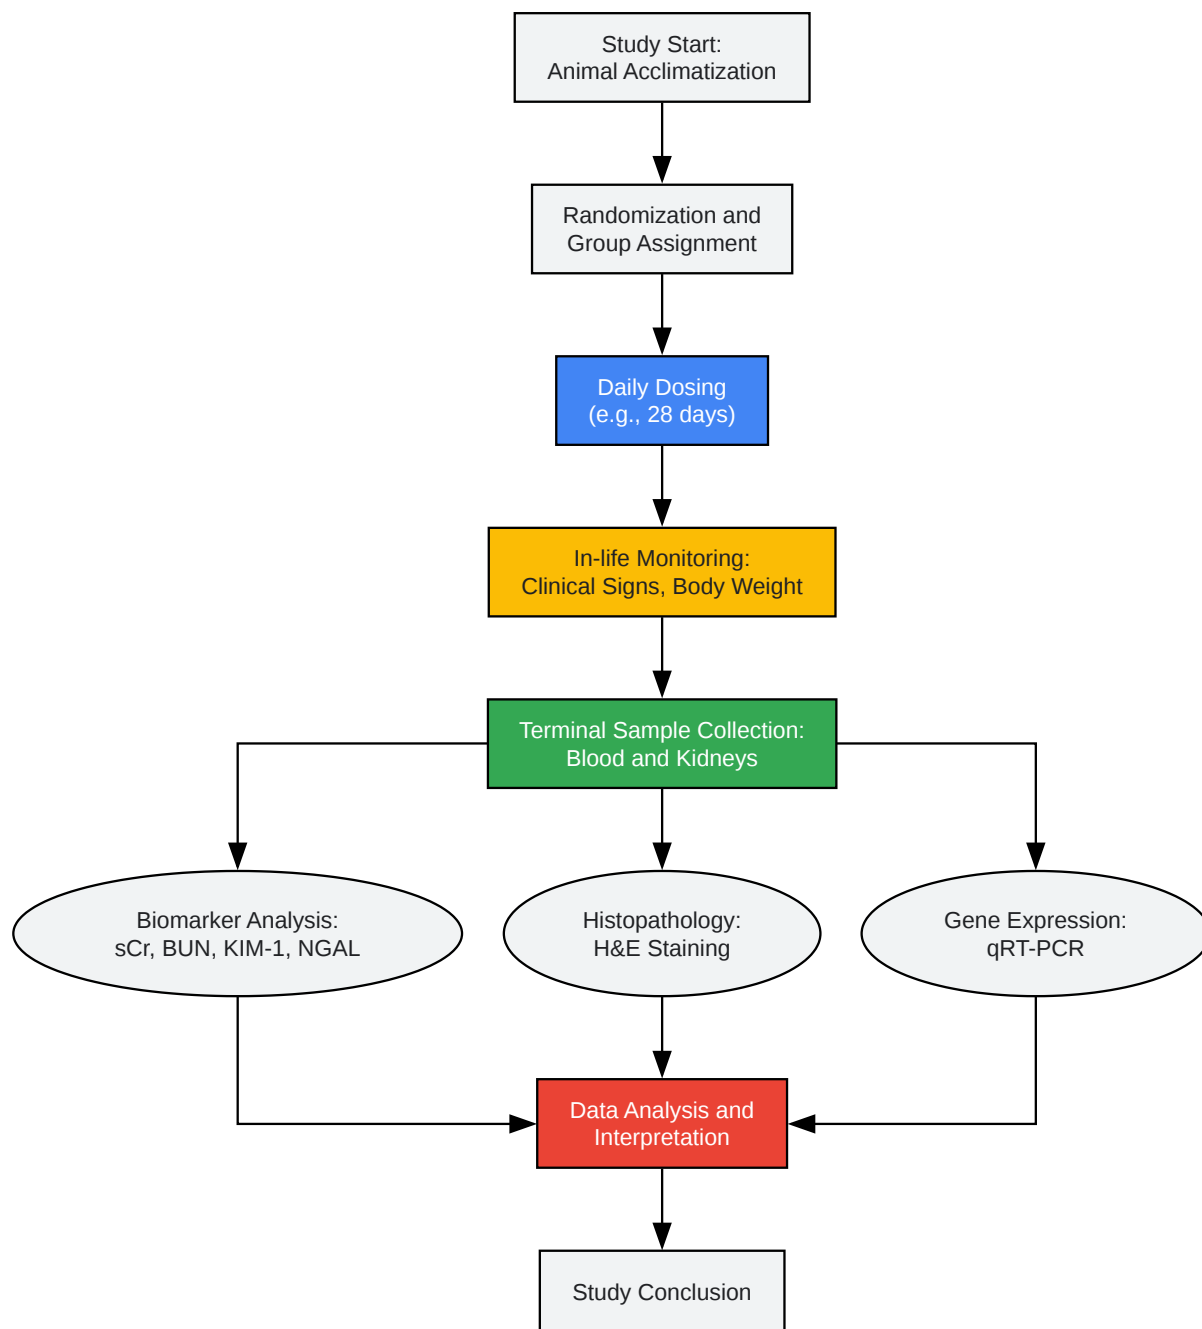 Study Start:
Animal Acclimatization
Randomization and
Group Assignment
Daily Dosing
(e.g., 28 days)
In-life Monitoring:
Clinical Signs, Body Weight
Terminal Sample Collection:
Blood and Kidneys
Biomarker Analysis:
sCr, BUN, KIM-1, NGAL
Histopathology:
H&E Staining
Gene Expression:
qRT-PCR
Data Analysis and
Interpretation
Study Conclusion